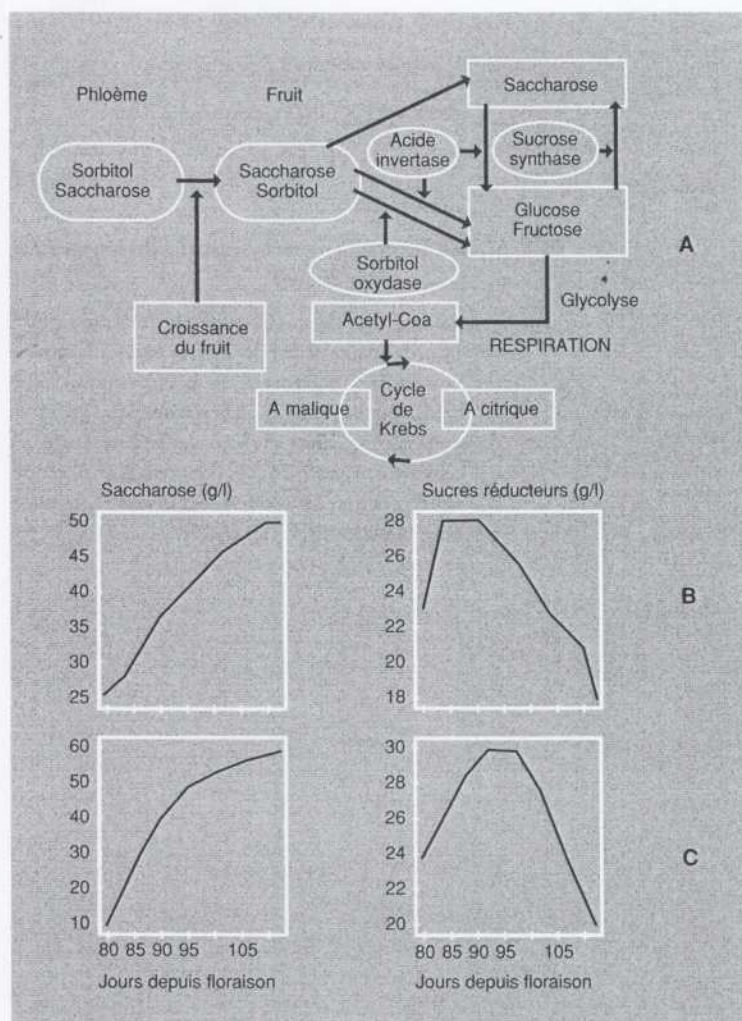 Phloème
Fruit
Saccharose
Acide
invertase
Sucrose
synthase
Sorbitol
Saccharose
Saccharose
Sorbitol
Glucose
Fructose
A
Sorbitol
oxydase
Glycolyse
Croissance
du fruit
Acetyl-Coa
RESPIRATION
A malique
Cycle
de
Krebs
A citrique
Saccharose (g/l)
50
45
40
35
30
25
Sucres réducteurs (g/l)
28
26
24
22
20
18
B
60
50
40
30
20
10
80 85 90 95 105
Jours depuis floraison
30
28
26
24
22
20
80 85 90 95 105
Jours depuis floraison
C